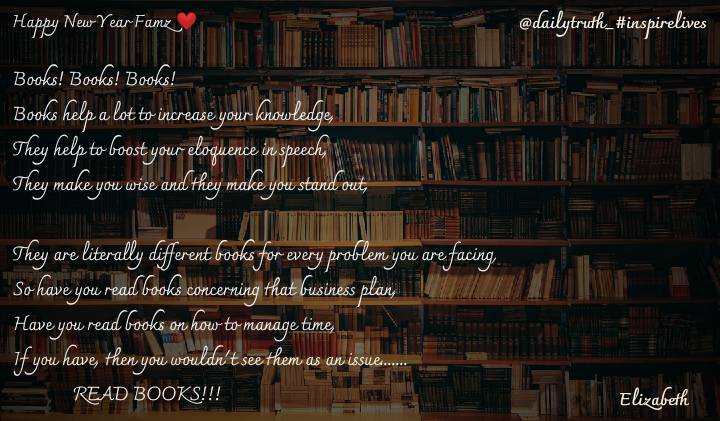 Happy New Year Famz ❤️
@dailytruth_#inspirelives
Books! Books! Books!
Books help a lot to increase your knowledge,
They help to boost your eloquence in speech,
They make you wise and they make you stand out,
They are literally different books for every problem you are facing,
So have you read books concerning that business plan,
Have you read books on how to manage time,
If you have, then you wouldn't see them as an issue......
READ BOOKS!!!
Elizabeth